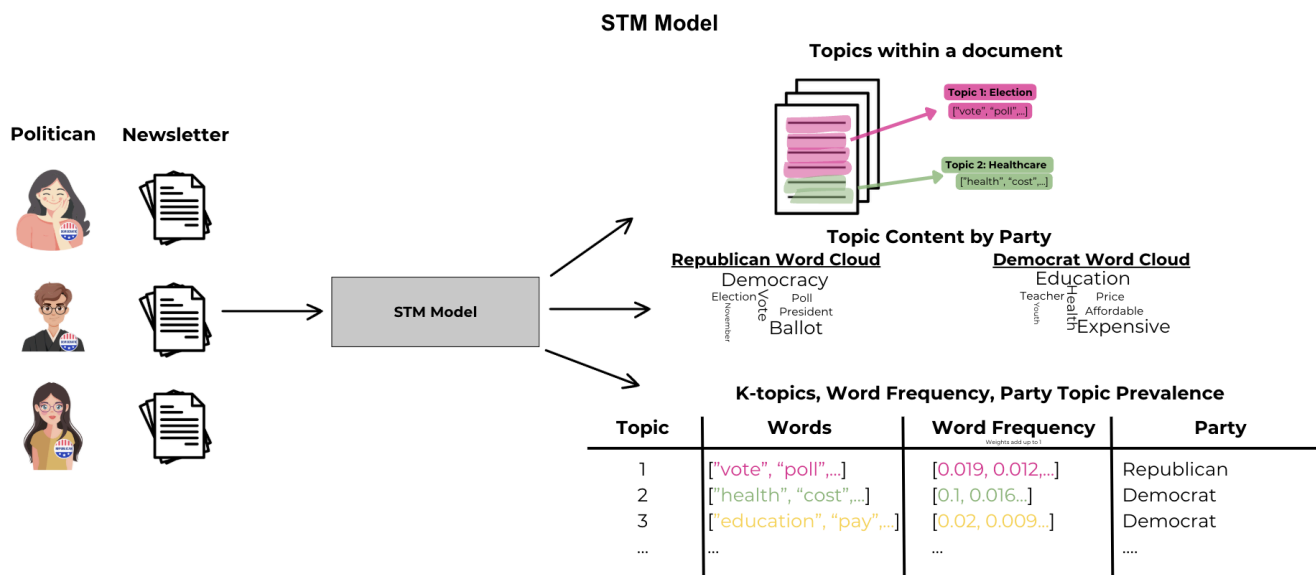 STM Model
Topics within a document
Topic 1: Election
["vote", "poll",...]
Topic 2: Healthcare
["health", "cost",...]
Politican
Newsletter
STM Model
Topic Content by Party
Republican Word Cloud
Democracy
Election
Vote
Poll
November
President
Ballot
Democrat Word Cloud
Education
Teacher
Health
Price
Youth
Affordable
Expensive
K-topics, Word Frequency, Party Topic Prevalence
Topic Words Word Frequency Party
Weights add up to 1
1 ["vote", "poll",...] [0.019, 0.012,...] Republican
2 ["health", "cost",...] [0.1, 0.016...] Democrat
3 ["education", "pay",...] [0.02, 0.009...] Democrat
... ... ... ....